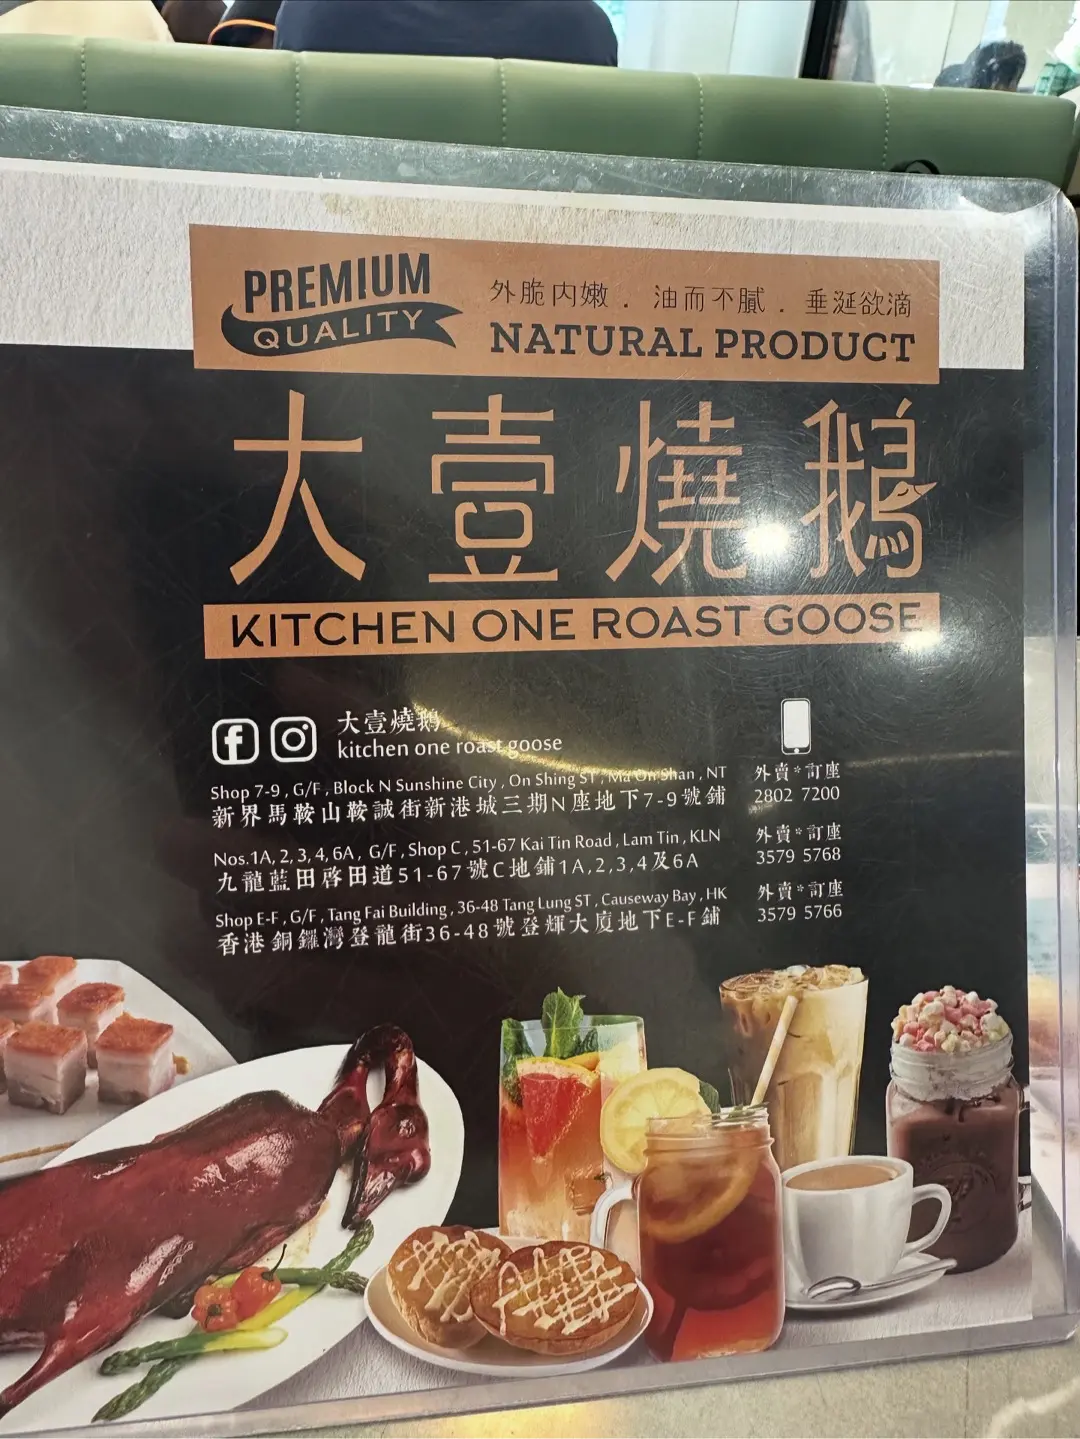 PREMIUM
QUALITY
外脆内嫩．油而不膩．垂涎欲滴
NATURAL PRODUCT
大壹燒鵝
KITCHEN ONE ROAST GOOSE
大壹燒鵝
kitchen one roast goose
Shop 7-9 , G/F , Block N Sunshine City , On Shing ST , Ma On Shan , NT
新界馬鞍山鞍誠街新港城三期N座地下7-9號鋪
外賣*訂座
2802 7200
Nos.1A, 2, 3, 4, 6A , G/F , Shop C , 51-67 Kai Tin Road , Lam Tin , KLN
九龍藍田啓田道51-67號C地鋪1A,2,3,4及6A
外賣*訂座
3579 5768
Shop E-F , G/F , Tang Fai Building , 36-48 Tang Lung ST , Causeway Bay , HK
香港銅鑼灣登龍街36-48號登輝大廈地下E-F鋪
外賣*訂座
3579 5766